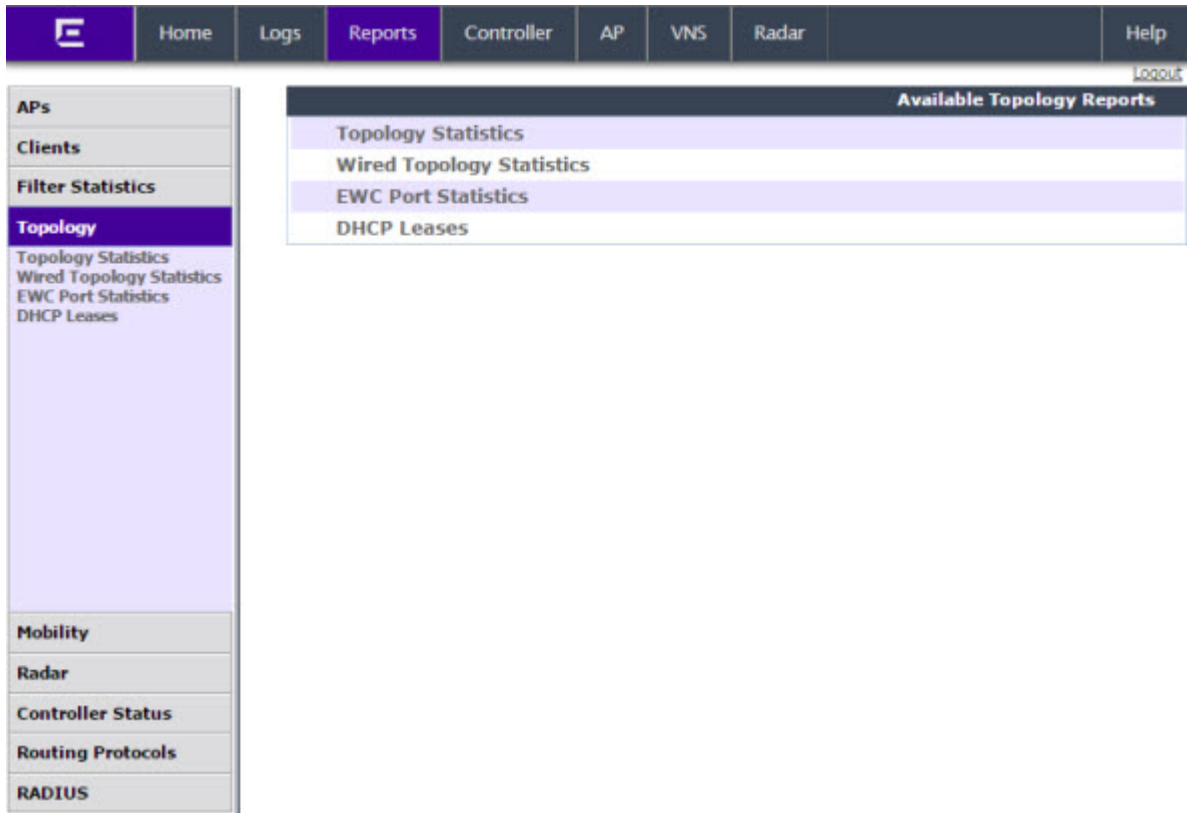 Home Logs Reports Controller AP VNS Radar Help
Logout
APs
Clients
Filter Statistics
Topology
Topology Statistics
Wired Topology Statistics
EWC Port Statistics
DHCP Leases
Mobility
Radar
Controller Status
Routing Protocols
RADIUS
Available Topology Reports
Topology Statistics
Wired Topology Statistics
EWC Port Statistics
DHCP Leases